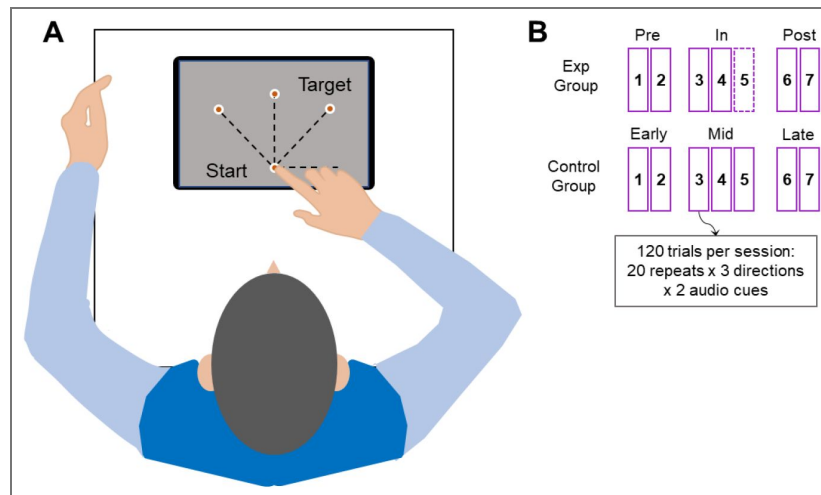 A
Target
Start
B
Pre In Post
Exp
Group
1 2 3 4 5 6 7
Early Mid Late
Control
Group
1 2 3 4 5 6 7
120 trials per session:
20 repeats x 3 directions
x 2 audio cues